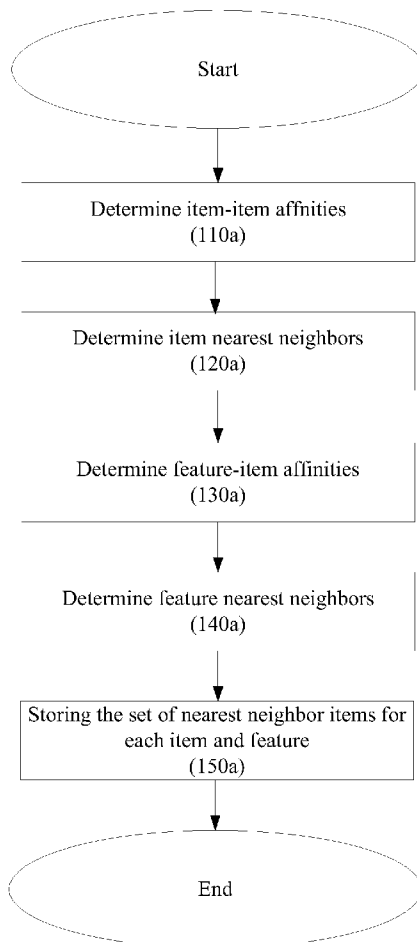 Start
Determine item-item affnities
(110a)
Determine item nearest neighbors
(120a)
Determine feature-item affinities
(130a)
Determine feature nearest neighbors
(140a)
Storing the set of nearest neighbor items for
each item and feature
(150a)
End